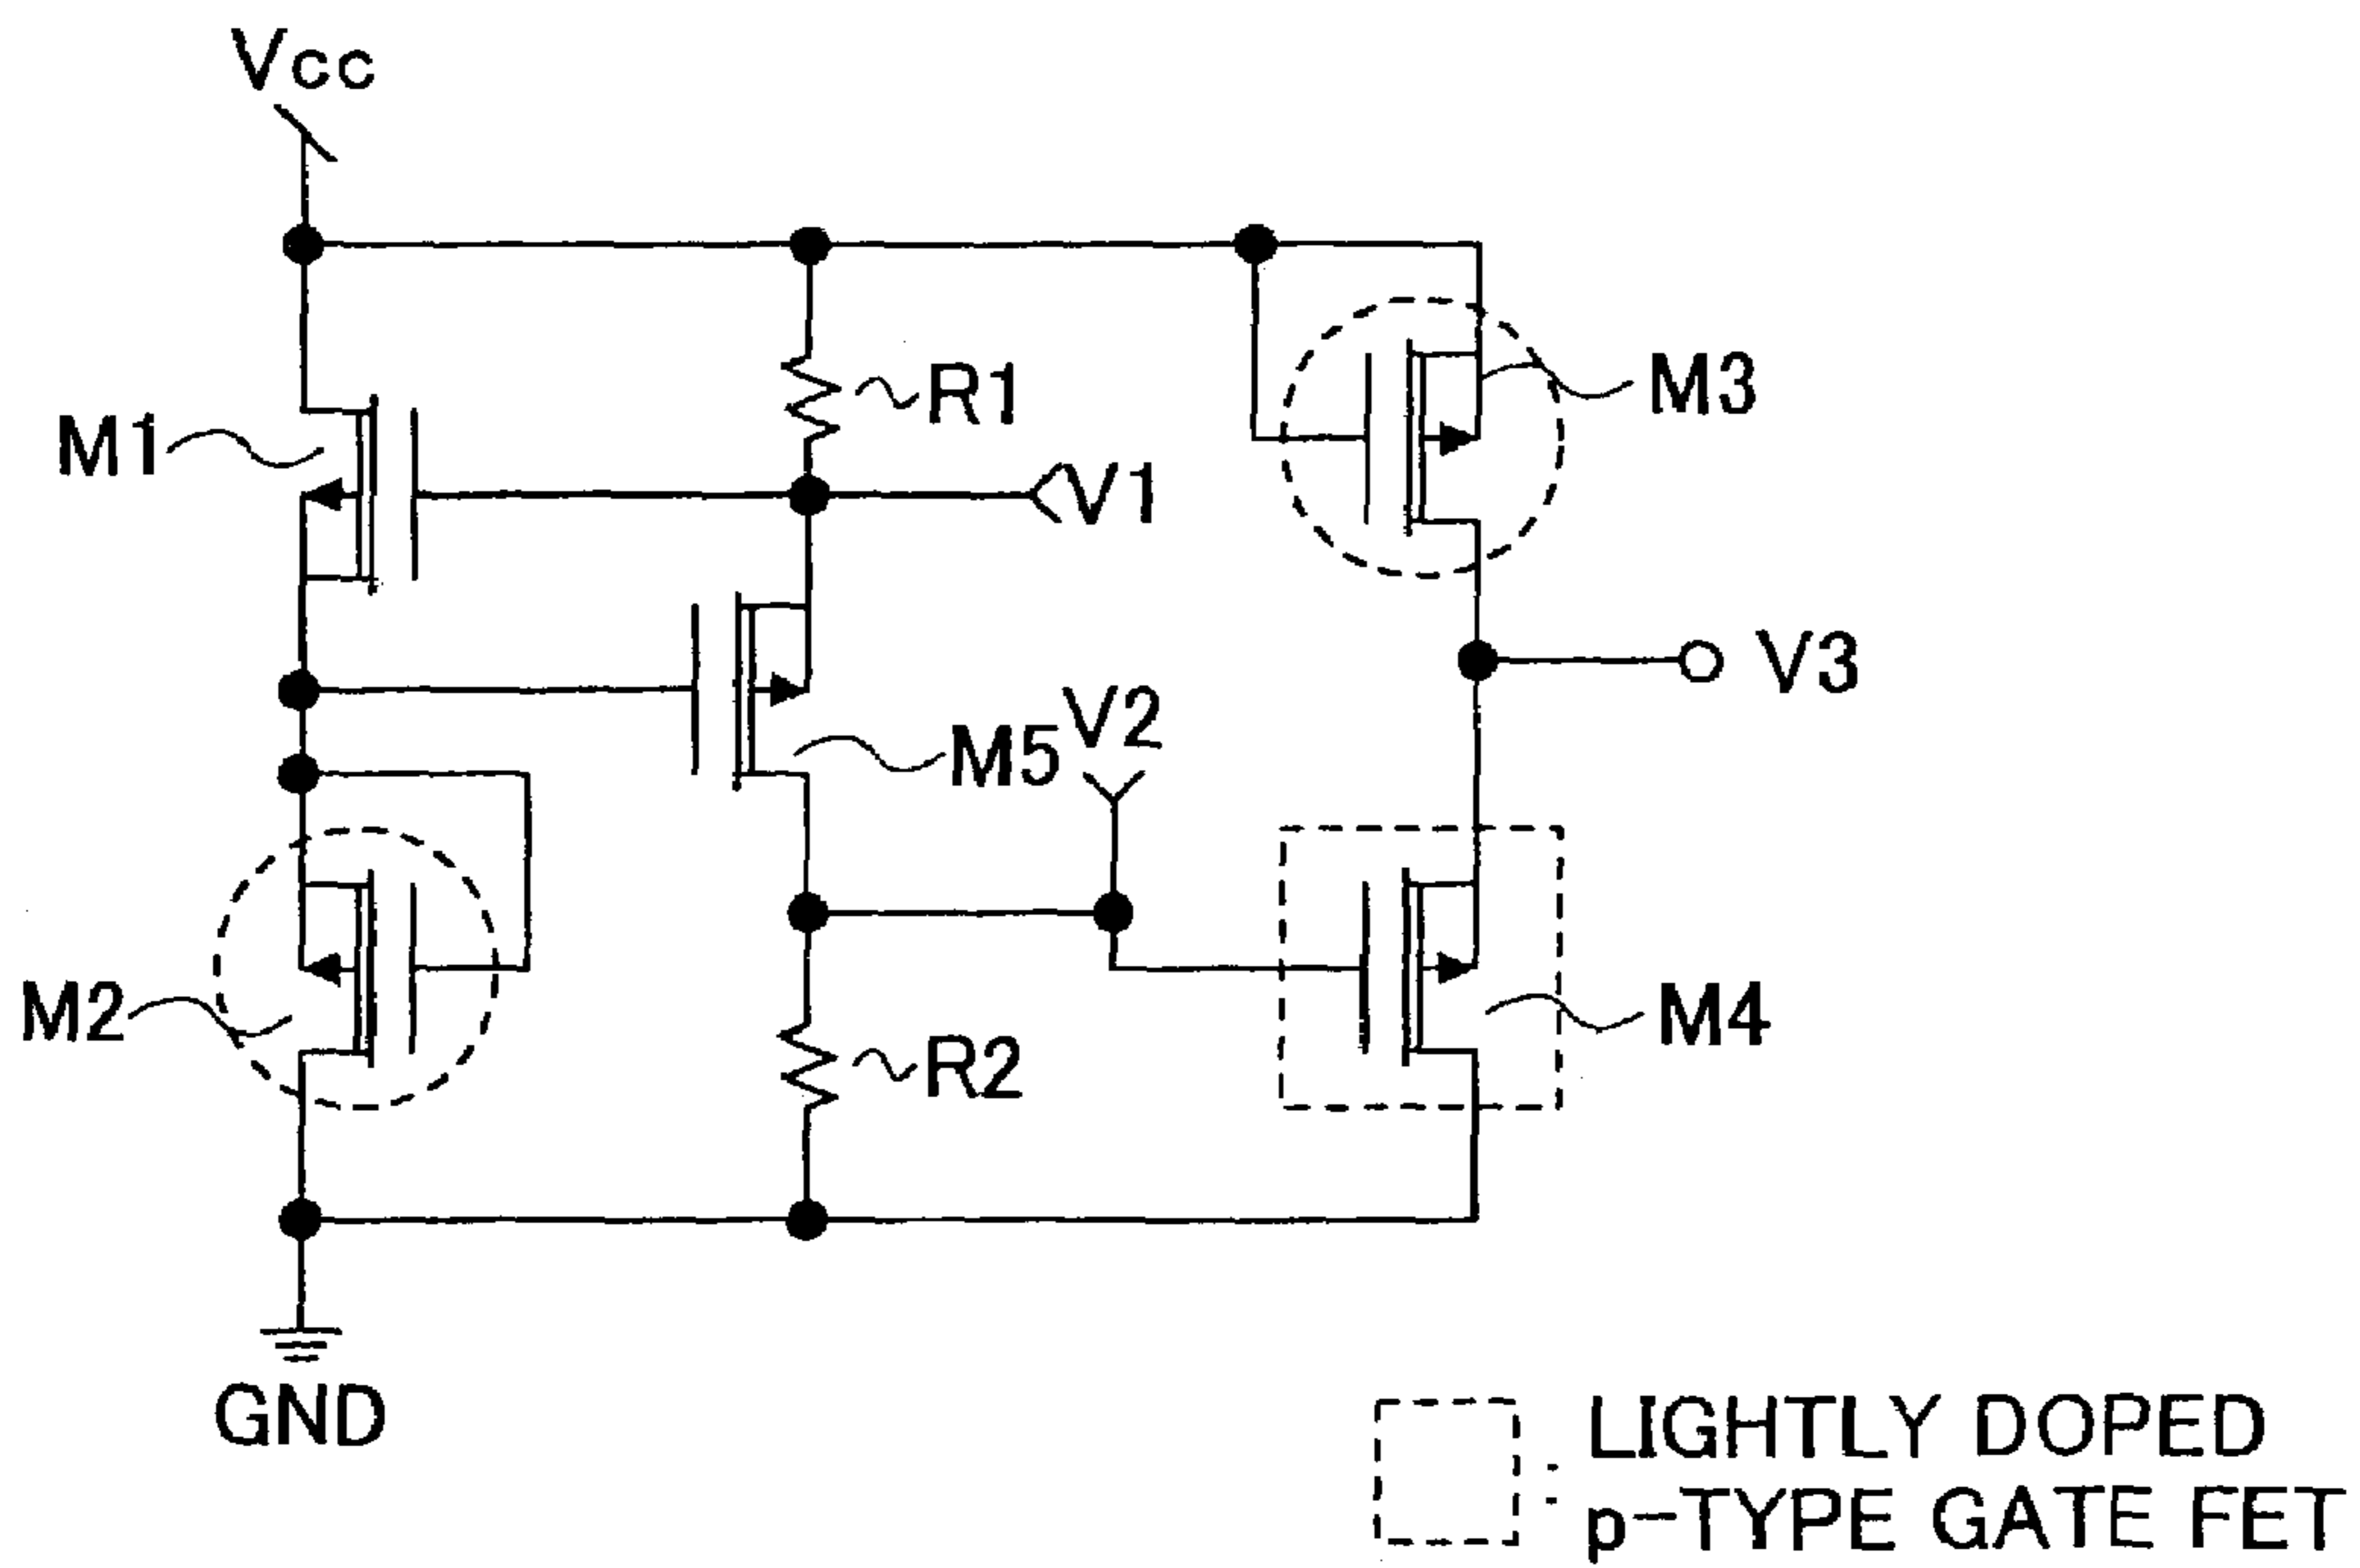 Vcc
R1
M3
M1
V1
V3
V2
M5
M2
M4
R2
GND
LIGHTLY DOPED
: p-TYPE GATE FET